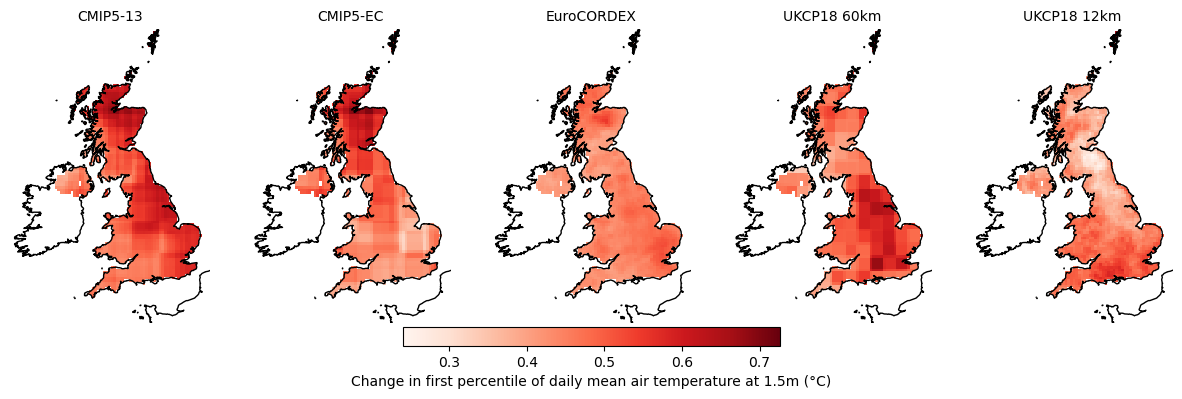 CMIP5-13 CMIP5-EC EuroCORDEX UKCP18 60km UKCP18 12km
0.3 0.4 0.5 0.6 0.7
Change in first percentile of daily mean air temperature at 1.5m (°C)